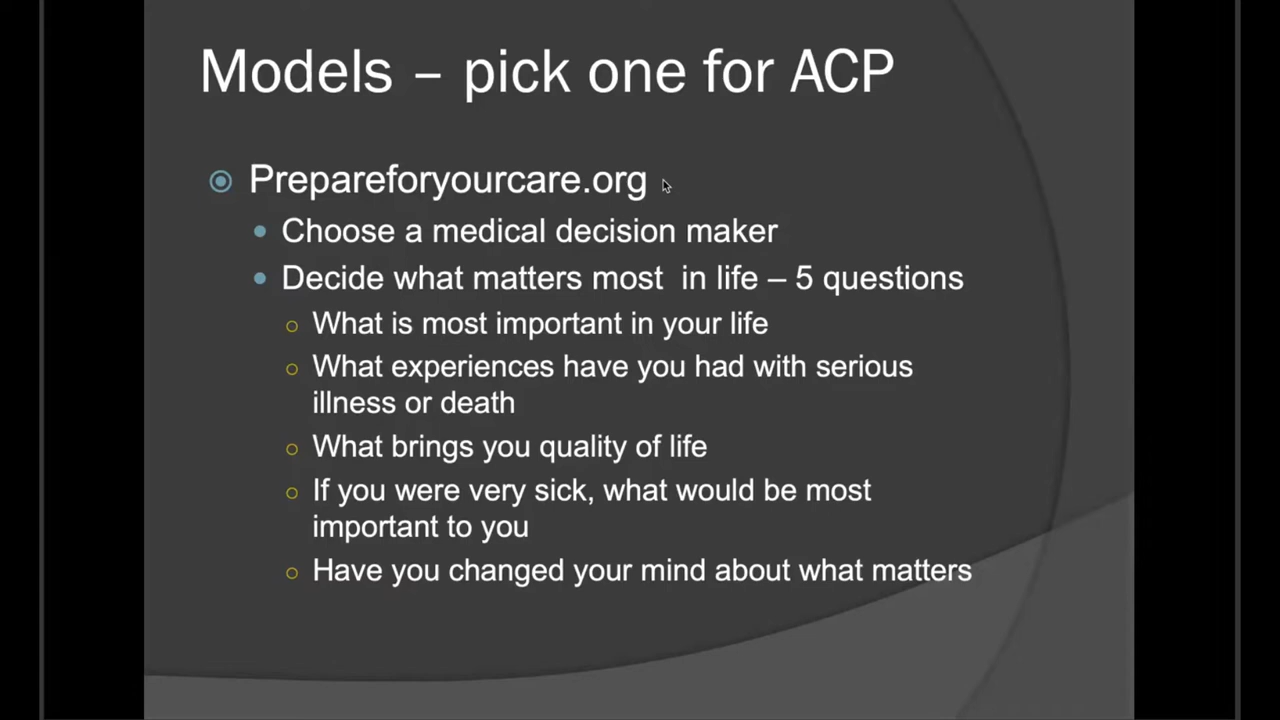 Models – pick one for ACP
Prepareforyourcare.org
Choose a medical decision maker
Decide what matters most in life – 5 questions
What is most important in your life
What experiences have you had with serious
illness or death
What brings you quality of life
If you were very sick, what would be most
important to you
Have you changed your mind about what matters